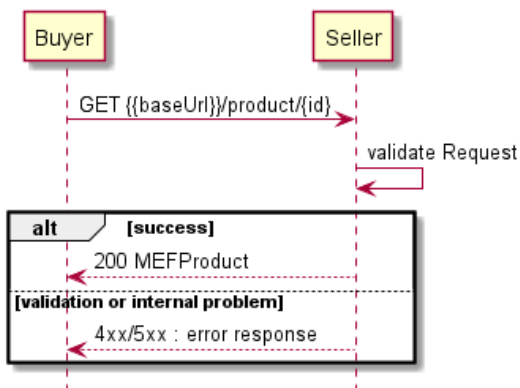 Buyer
Seller
GET {{baseUrl}}/product/{id}
validate Request
alt
[success]
200 MEFProduct
[validation or internal problem]
4xx/5xx : error response